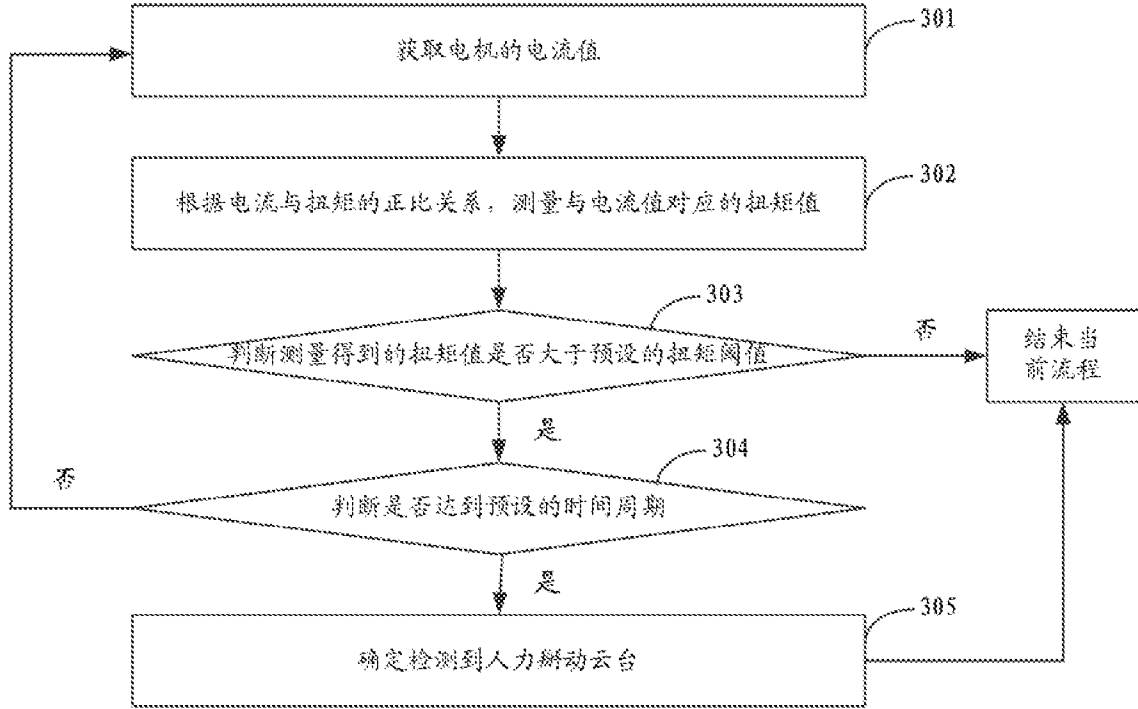 301
获取电机的电流值
302
根据电流与扭矩的正比关系，测量与电流值对应的扭矩值
303
判断测量得到的扭矩值是否大于预设的扭矩阈值
否
结束当
前流程
是
304
否
判断是否达到预设的时间周期
是
305
确定检测到人力掰动云台